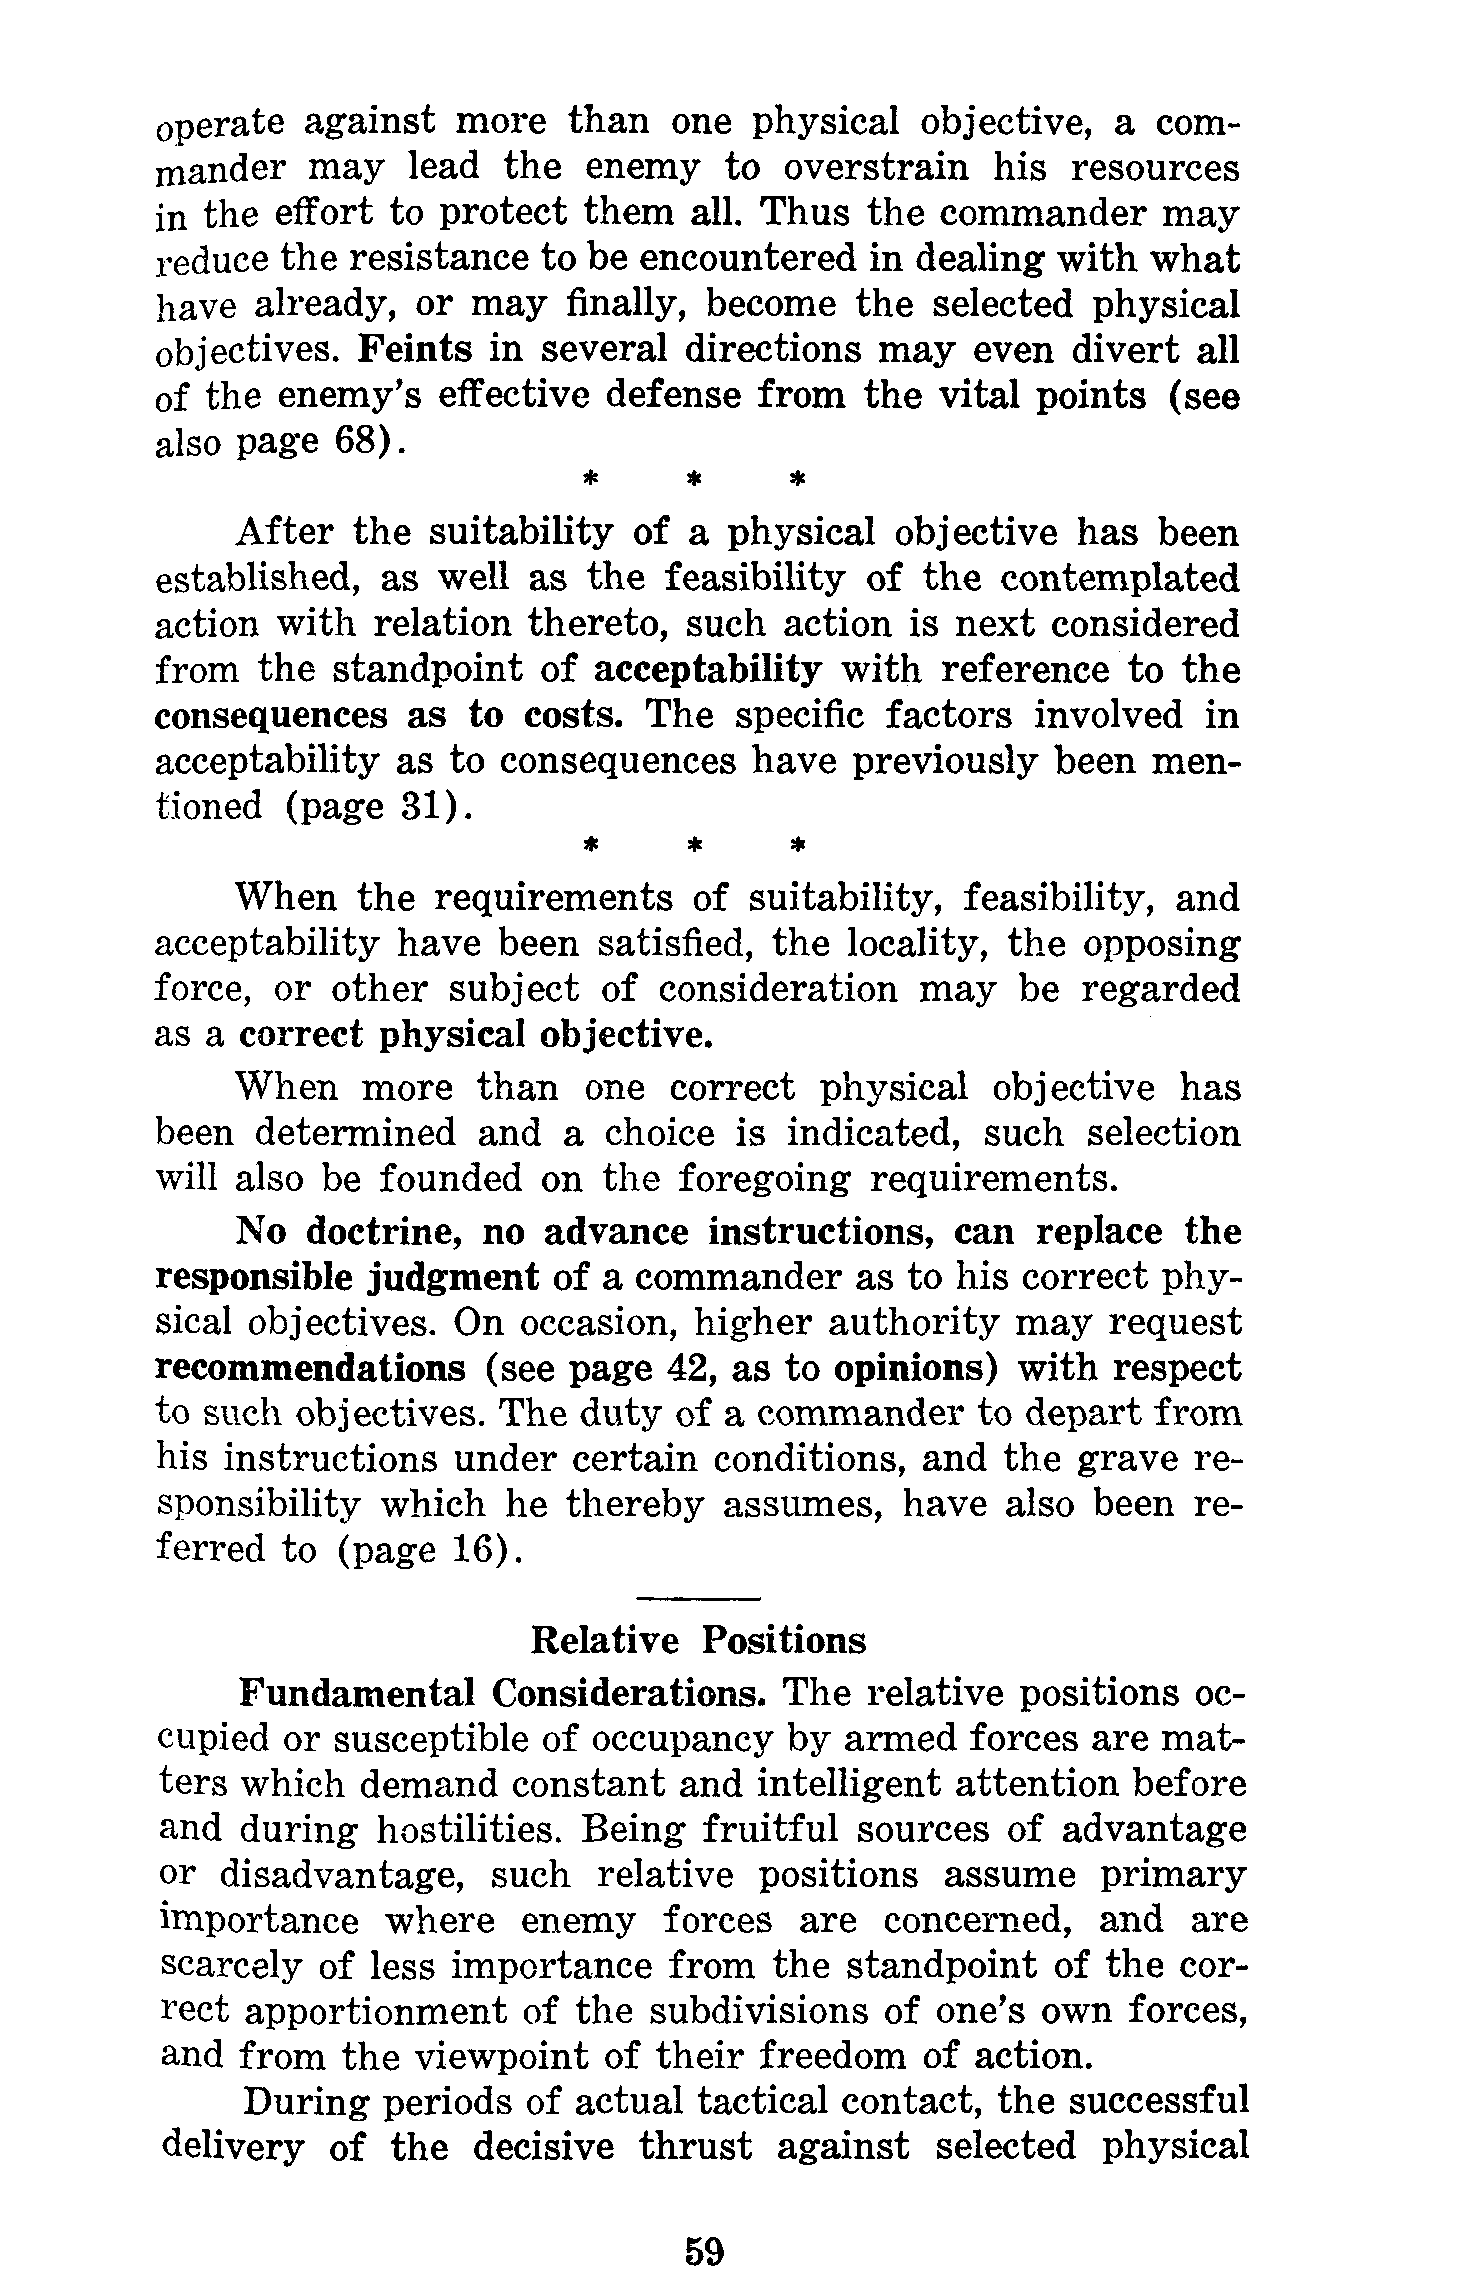 operate against more than one physical objective, a com-
mander may lead the enemy to overstrain his resources
in the effort to protect them all. Thus the commander may
reduce the resistance to be encountered in dealing with what
have already, or may finally, become the selected physical
objectives. Feints in several directions may even divert all
of the enemy's effective defense from the vital points (see
also page 68).
* * *
After the suitability of a physical objective has been
established, as well as the feasibility of the contemplated
action with relation thereto, such action is next considered
from the standpoint of acceptability with reference to the
consequences as to costs. The specific factors involved in
acceptability as to consequences have previously been men-
tioned (page 31).
* * *
When the requirements of suitability, feasibility, and
acceptability have been satisfied, the locality, the opposing
force, or other subject of consideration may be regarded
as a correct physical objective.
When more than one correct physical objective has
been determined and a choice is indicated, such selection
will also be founded on the foregoing requirements.
No doctrine, no advance instructions, can replace the
responsible judgment of a commander as to his correct phy-
sical objectives. On occasion, higher authority may request
recommendations (see page 42, as to opinions) with respect
to such objectives. The duty of a commander to depart from
his instructions under certain conditions, and the grave re-
sponsibility which he thereby assumes, have also been re-
ferred to (page 16).
Relative Positions
Fundamental Considerations. The relative positions oc-
cupied or susceptible of occupancy by armed forces are mat-
ters which demand constant and intelligent attention before
and during hostilities. Being fruitful sources of advantage
or disadvantage, such relative positions assume primary
importance where enemy forces are concerned, and are
scarcely of less importance from the standpoint of the cor-
rect apportionment of the subdivisions of one's own forces,
and from the viewpoint of their freedom of action.
During periods of actual tactical contact, the successful
delivery of the decisive thrust against selected physical
59